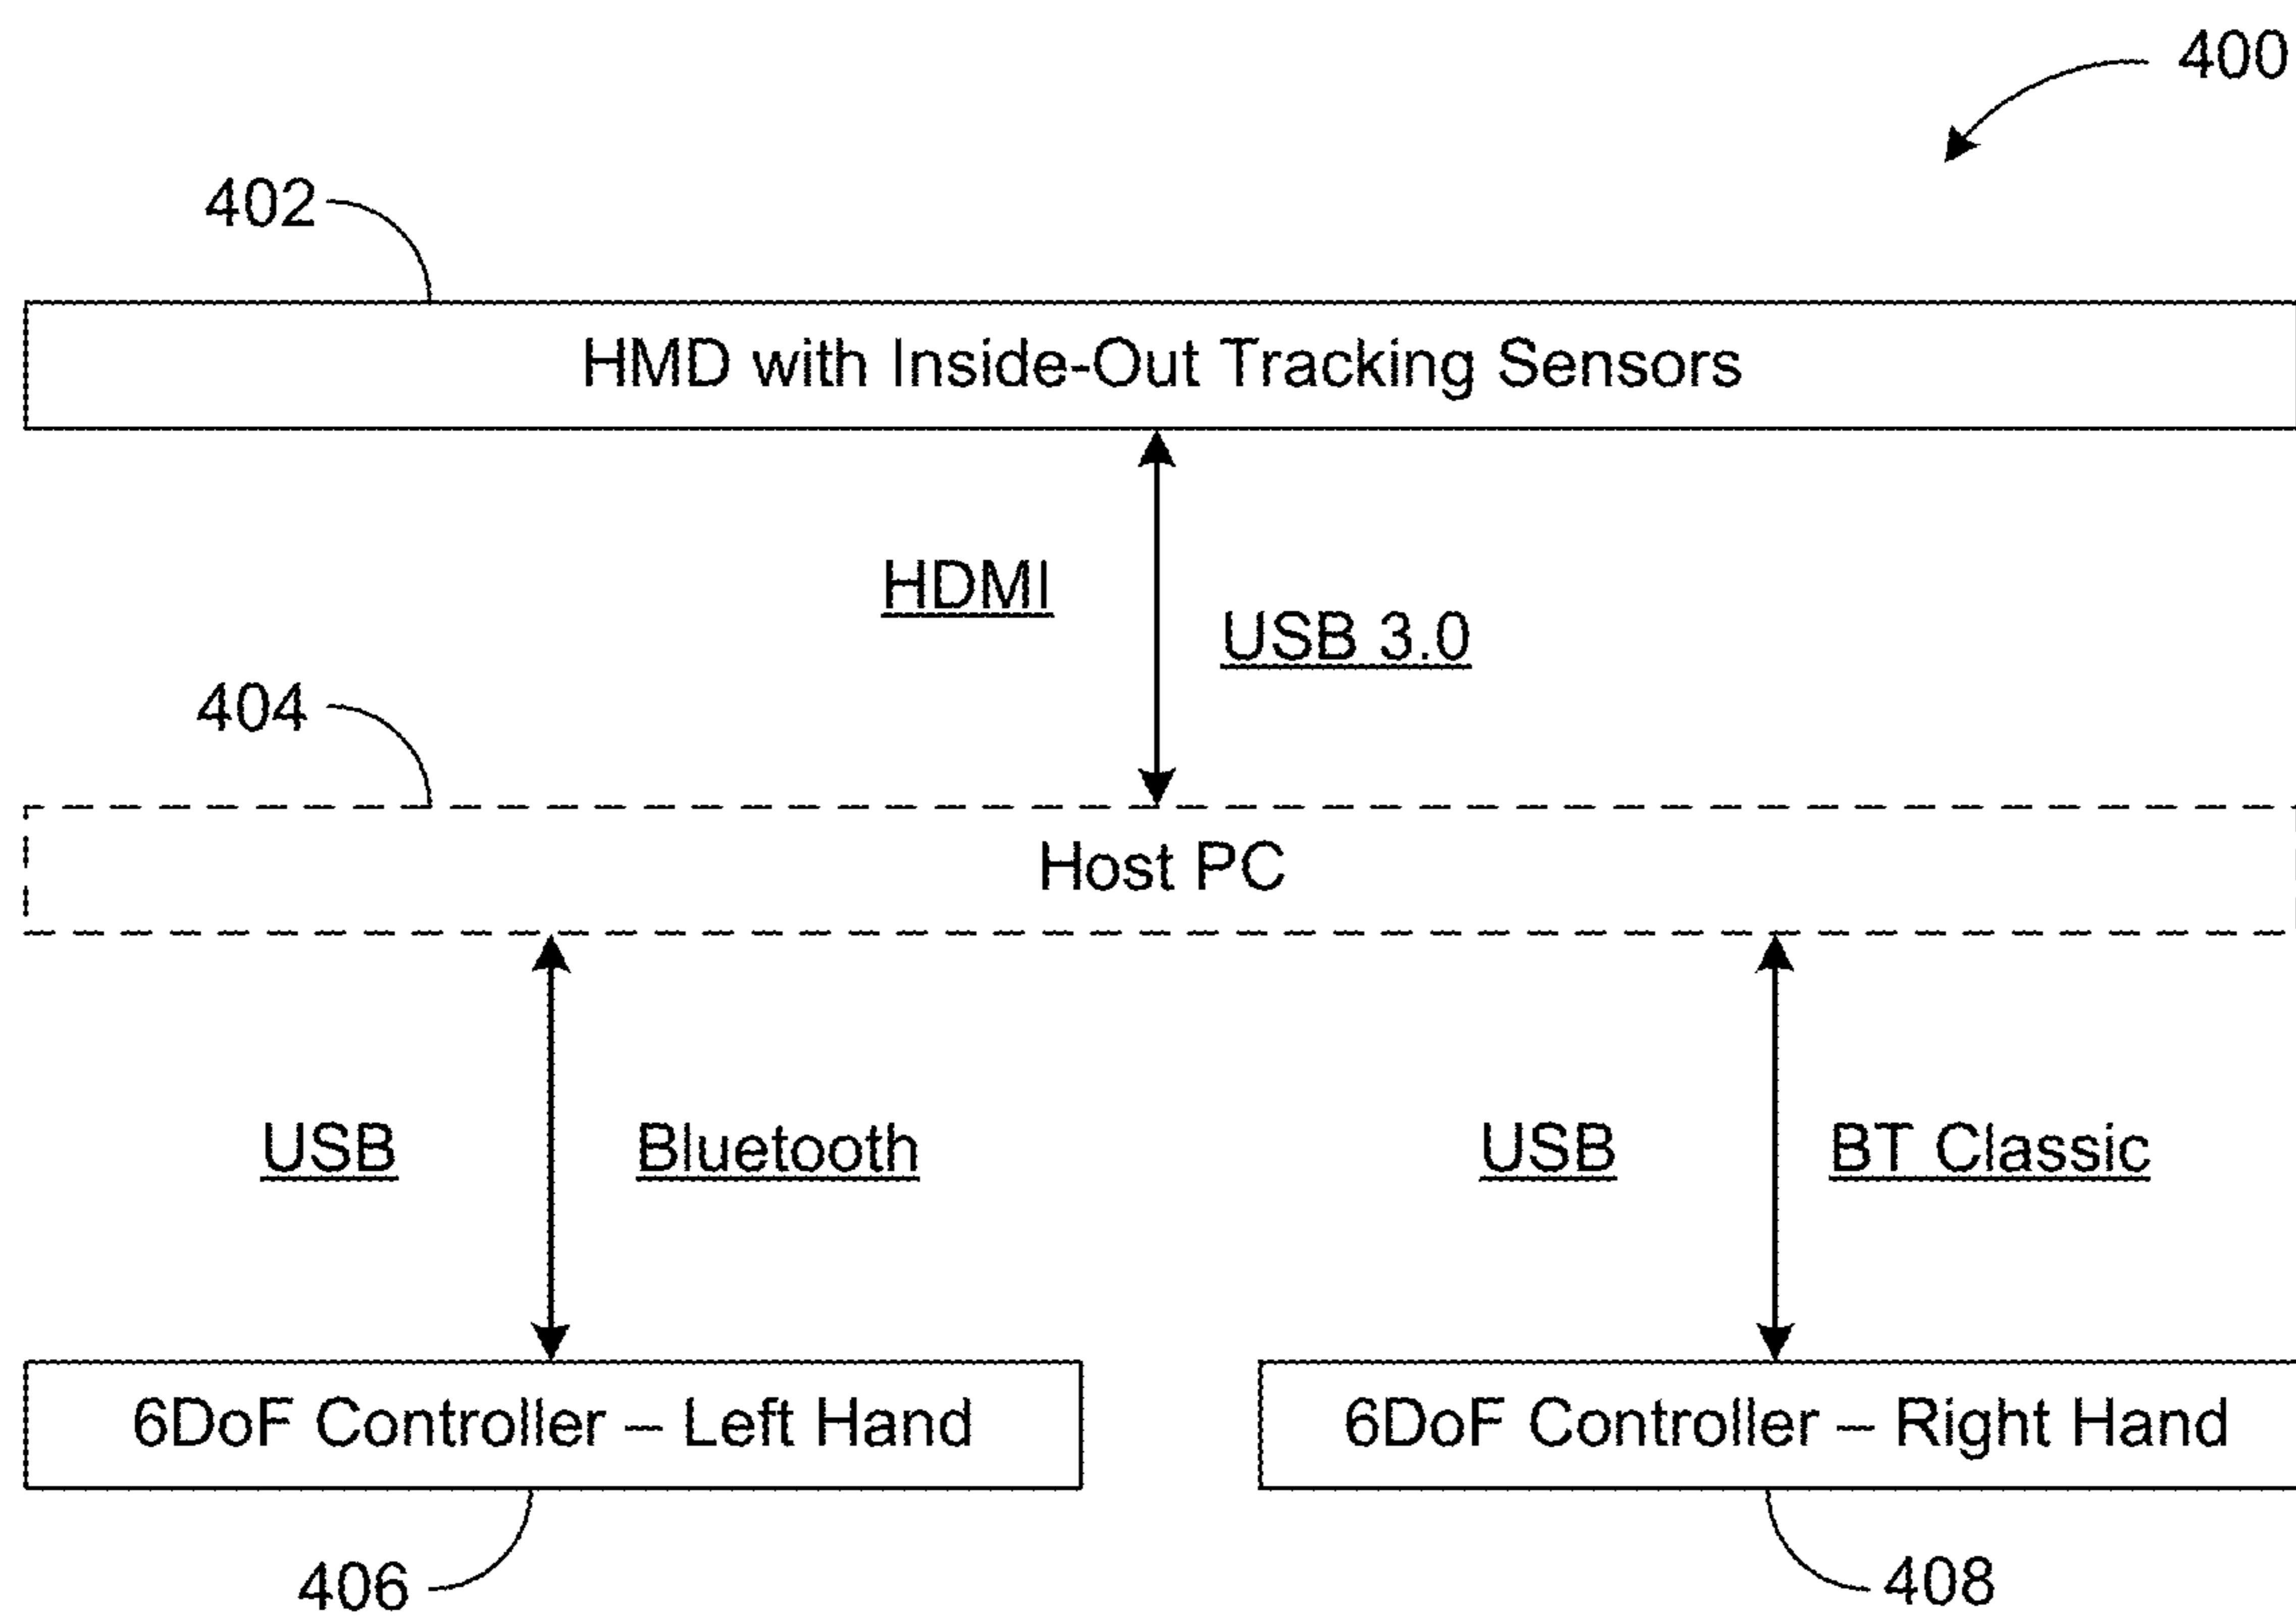 400
402
HMD with Inside-Out Tracking Sensors
HDMI
USB 3.0
404
Host PC
USB
Bluetooth
USB
BT Classic
6DoF Controller – Left Hand
6DoF Controller – Right Hand
406
408